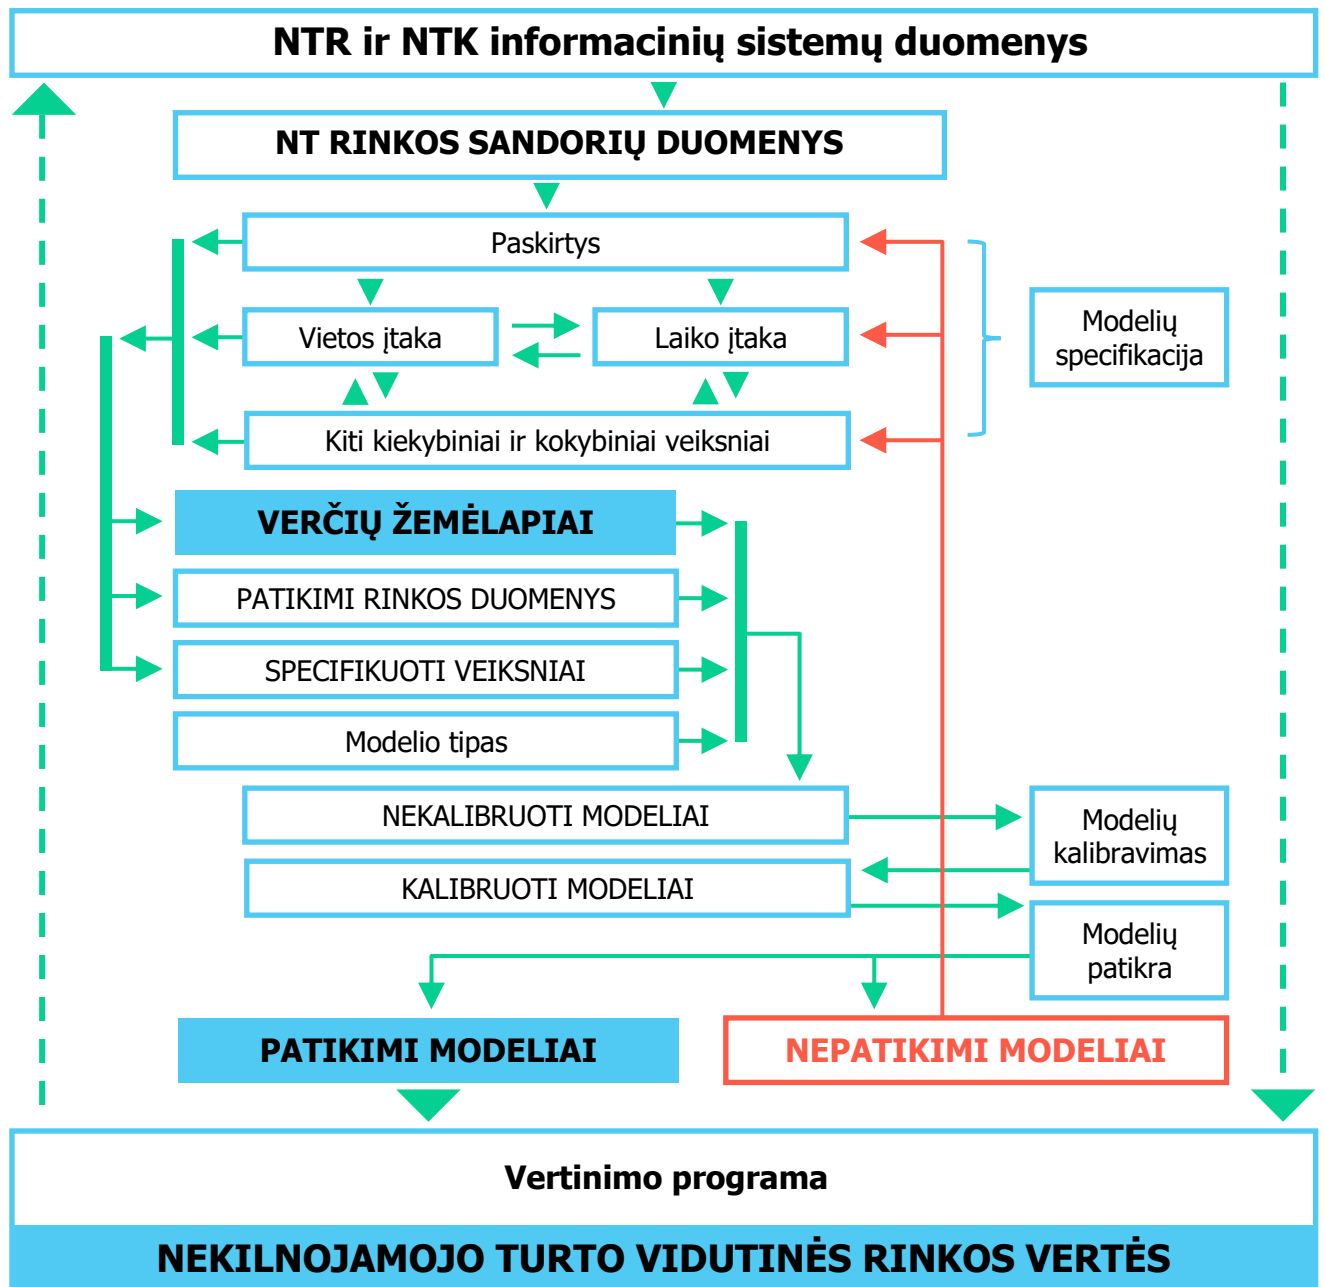 NTR ir NTK informacinių sistemų duomenys
NT RINKOS SANDORIŲ DUOMENYS
Paskirtys
Vietos įtaka
Laiko įtaka
Kiti kiekybiniai ir kokybiniai veiksniai
Modelių
specifikacija
VERČIŲ ŽEMĖLAPIAI
PATIKIMI RINKOS DUOMENYS
SPECIFIKUOTI VEIKSNIAI
Modelio tipas
NEKALIBRUOTI MODELIAI
Modelių
kalibravimas
KALIBRUOTI MODELIAI
Modelių
patikra
PATIKIMI MODELIAI
NEPATIKIMI MODELIAI
Vertinimo programa
NEKILNOJAMOJO TURTO VIDUTINĖS RINKOS VERTĖS